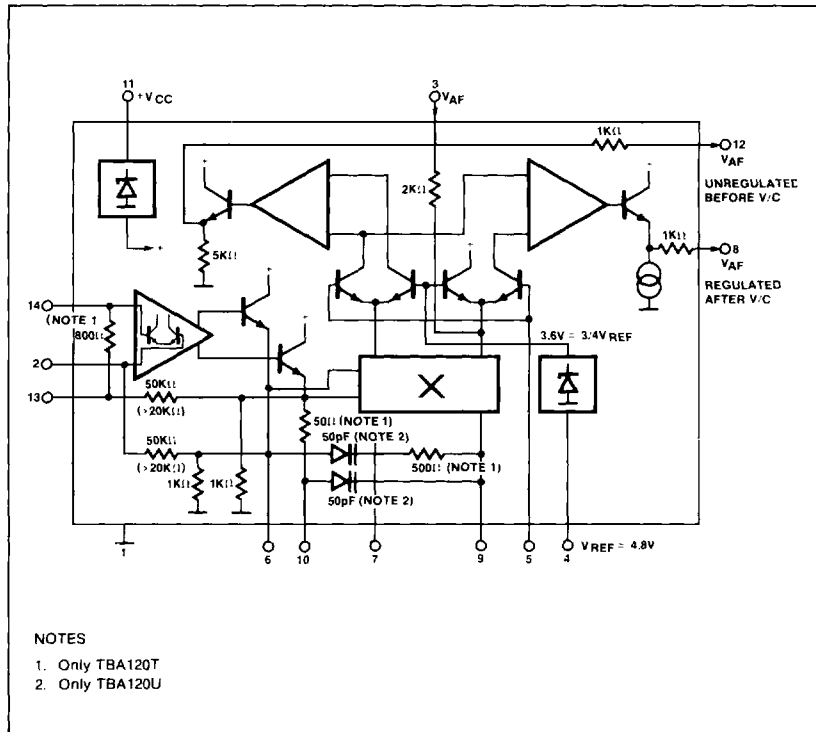 11
+VCC
3
VAF
1KΩ
12
VAF
UNREGULATED
BEFORE V/C
2KΩ
5KΩ
1KΩ
8
VAF
REGULATED
AFTER V/C
14
(NOTE 1
800Ω
2
13
50KΩ
(>20KΩ)
50KΩ
(>20KΩ)
1KΩ
1KΩ
50Ω (NOTE 1)
50pF (NOTE 2)
50pF (NOTE 2)
500Ω (NOTE 1)
3.6V = 3/4VREF
1
6
10
7
9
5
4
VREF = 4.8V
NOTES
1. Only TBA120T
2. Only TBA120U